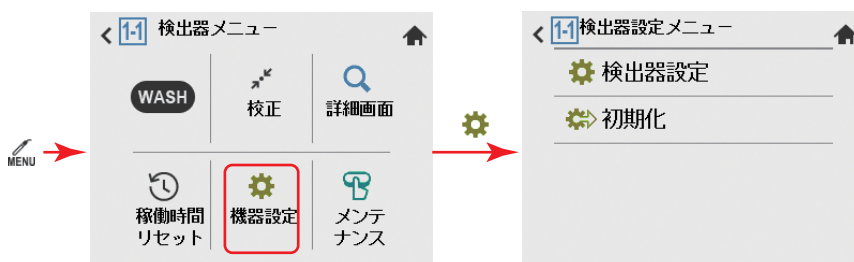 MENU
1-1 検出器メニュー
WASH
校正
詳細画面
稼働時間
リセット
機器設定
メンテ
ナンス
1-1 検出器設定メニュー
検出器設定
初期化